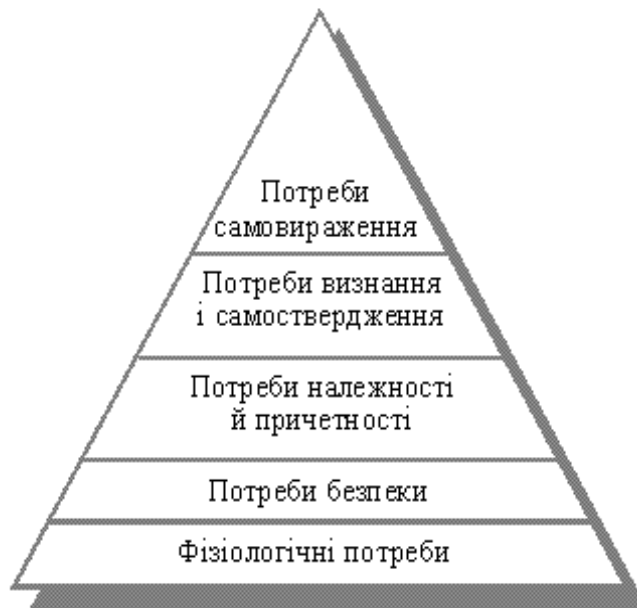 Потреби
самовираження
Потреби визнання
і самоствердження
Потреби належності
й причетності
Потреби безпеки
Фізіологічні потреби